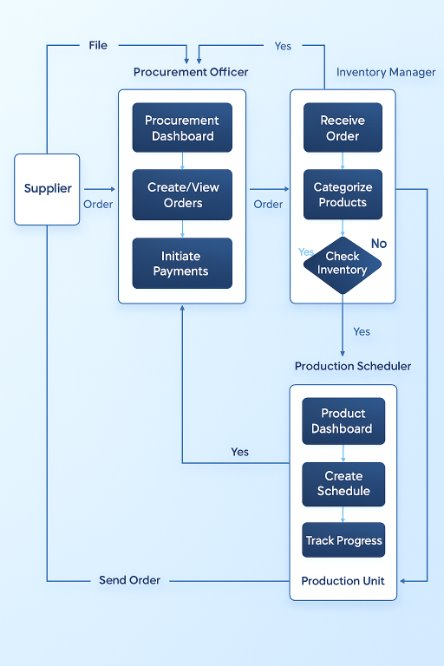 File
Yes
Procurement Officer
Inventory Manager
Procurement
Dashboard
Receive
Order
Supplier
Order
Create/View
Orders
Order
Categorize
Products
Initiate
Payments
Yes
No
Check
Inventory
Yes
Production Scheduler
Product
Dashboard
Yes
Create
Schedule
Track Progress
Send Order
Production Unit